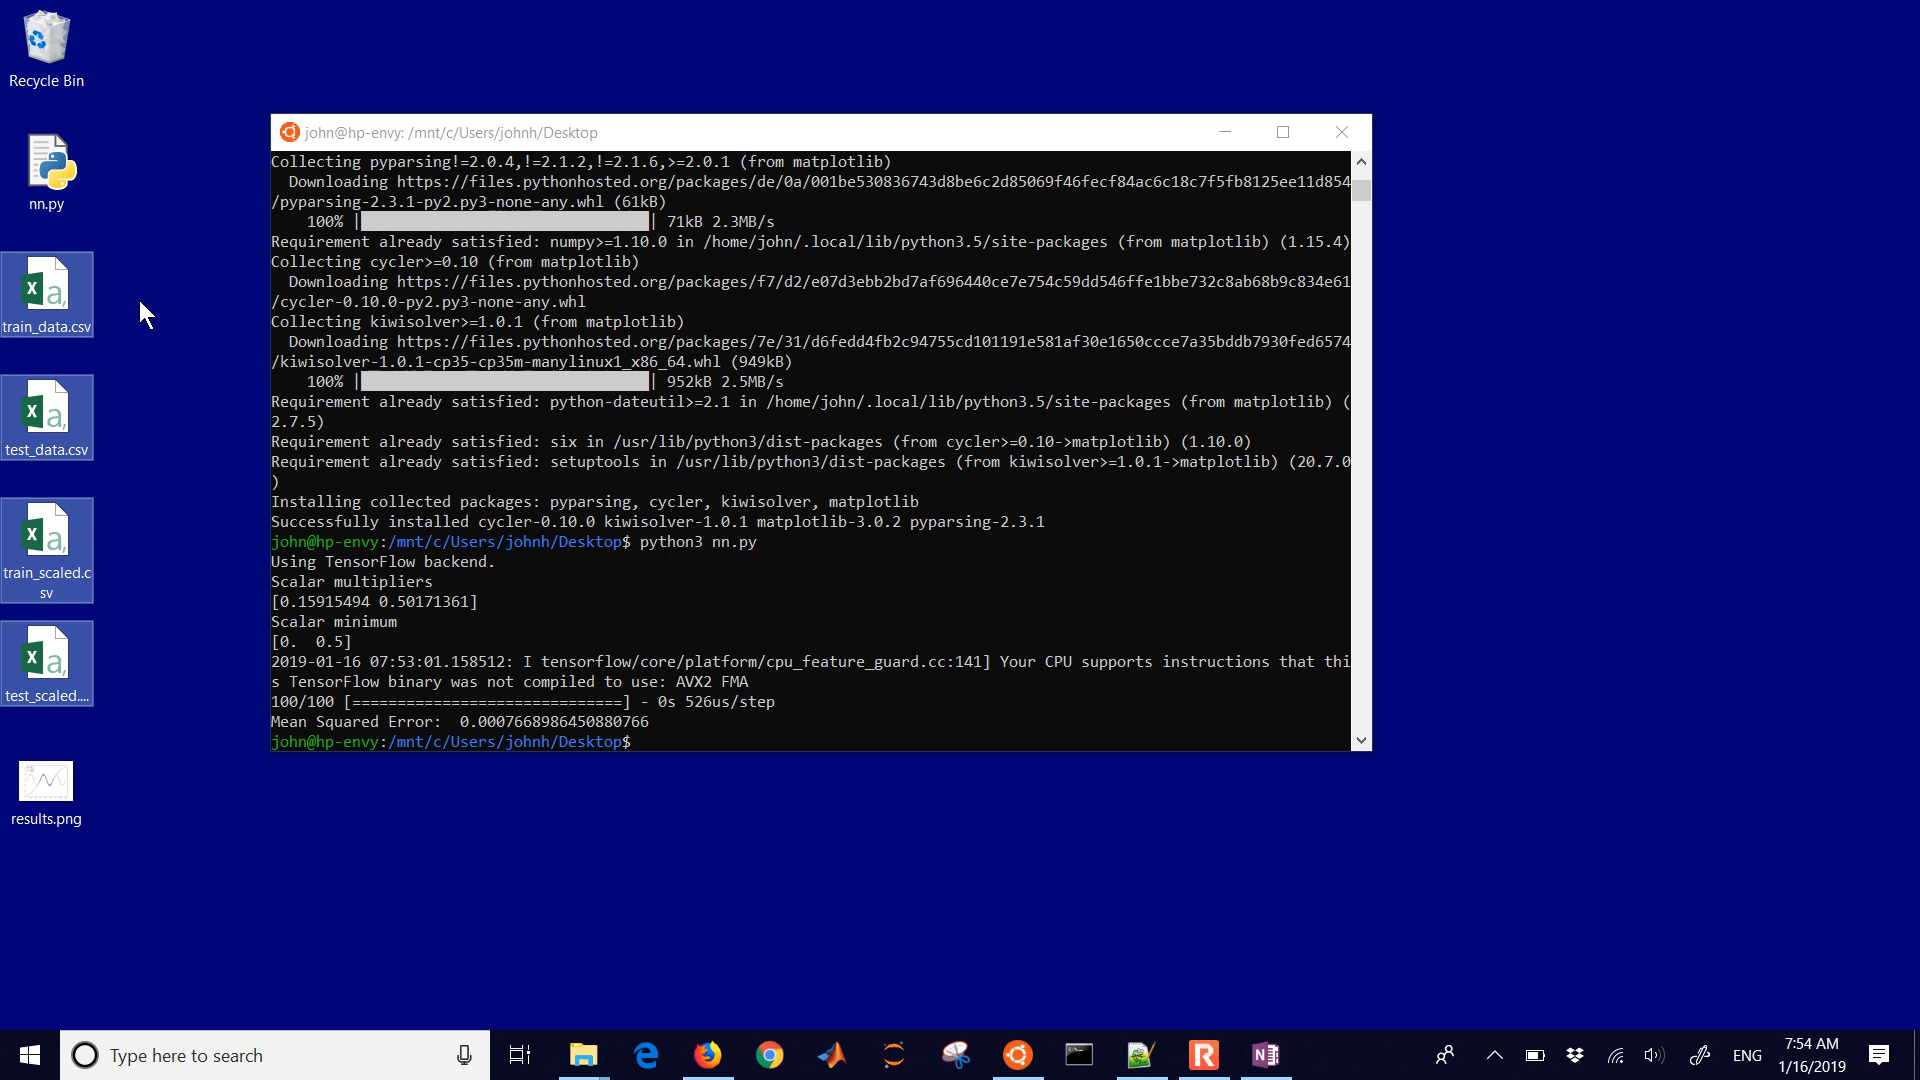 Recycle Bin
nn.py
train_data.csv
test_data.csv
train_scaled.c
sv
test_scaled....
results.png
john@hp-envy: /mnt/c/Users/johnh/Desktop
Collecting pyparsing!=2.0.4,!=2.1.2,!=2.1.6,>=2.0.1 (from matplotlib)
  Downloading https://files.pythonhosted.org/packages/de/0a/001be530836743d8be6c2d85069f46fecf84ac6c18c7f5fb8125ee11d854
/pyparsing-2.3.1-py2.py3-none-any.whl (61kB)
    100% |████████████████████████████████| 71kB 2.3MB/s
Requirement already satisfied: numpy>=1.10.0 in /home/john/.local/lib/python3.5/site-packages (from matplotlib) (1.15.4)
Collecting cycler>=0.10 (from matplotlib)
  Downloading https://files.pythonhosted.org/packages/f7/d2/e07d3ebb2bd7af696440ce7e754c59dd546ffe1bbe732c8ab68b9c834e61
/cycler-0.10.0-py2.py3-none-any.whl
Collecting kiwisolver>=1.0.1 (from matplotlib)
  Downloading https://files.pythonhosted.org/packages/7e/31/d6fedd4fb2c94755cd101191e581af30e1650ccce7a35bddb7930fed6574
/kiwisolver-1.0.1-cp35-cp35m-manylinux1_x86_64.whl (949kB)
    100% |████████████████████████████████| 952kB 2.5MB/s
Requirement already satisfied: python-dateutil>=2.1 in /home/john/.local/lib/python3.5/site-packages (from matplotlib) (
2.7.5)
Requirement already satisfied: six in /usr/lib/python3/dist-packages (from cycler>=0.10->matplotlib) (1.10.0)
Requirement already satisfied: setuptools in /usr/lib/python3/dist-packages (from kiwisolver>=1.0.1->matplotlib) (20.7.0
)
Installing collected packages: pyparsing, cycler, kiwisolver, matplotlib
Successfully installed cycler-0.10.0 kiwisolver-1.0.1 matplotlib-3.0.2 pyparsing-2.3.1
john@hp-envy:/mnt/c/Users/johnh/Desktop$ python3 nn.py
Using TensorFlow backend.
Scalar multipliers
[0.15915494 0.50171361]
Scalar minimum
[0.  0.5]
2019-01-16 07:53:01.158512: I tensorflow/core/platform/cpu_feature_guard.cc:141] Your CPU supports instructions that thi
s TensorFlow binary was not compiled to use: AVX2 FMA
100/100 [==============================] - 0s 526us/step
Mean Squared Error:  0.0007668986450880766
john@hp-envy:/mnt/c/Users/johnh/Desktop$
Type here to search
ENG
7:54 AM
1/16/2019